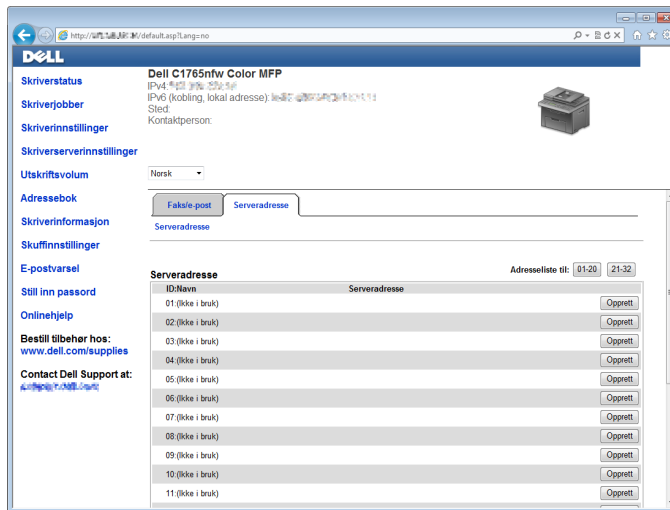 http:// /default.asp?Lang=no
DELL
Skriverstatus
Skriverjobber
Skriverinnstillinger
Skriverserverinnstillinger
Utskriftsvolum
Adressebok
Skriverinformasjon
Skuffinnstillinger
E-postvarsel
Still inn passord
Onlinehjelp
Bestill tilbehør hos:
www.dell.com/supplies
Contact Dell Support at:
Dell C1765nfw Color MFP
IPv4:
IPv6 (kobling, lokal adresse):
Sted:
Kontaktperson:
Norsk
Faks/e-post Serveradresse
Serveradresse
Serveradresse Adresseliste til: 01-20 21-32
ID:Navn Serveradresse
01:(Ikke i bruk) Opprett
02:(Ikke i bruk) Opprett
03:(Ikke i bruk) Opprett
04:(Ikke i bruk) Opprett
05:(Ikke i bruk) Opprett
06:(Ikke i bruk) Opprett
07:(Ikke i bruk) Opprett
08:(Ikke i bruk) Opprett
09:(Ikke i bruk) Opprett
10:(Ikke i bruk) Opprett
11:(Ikke i bruk) Opprett